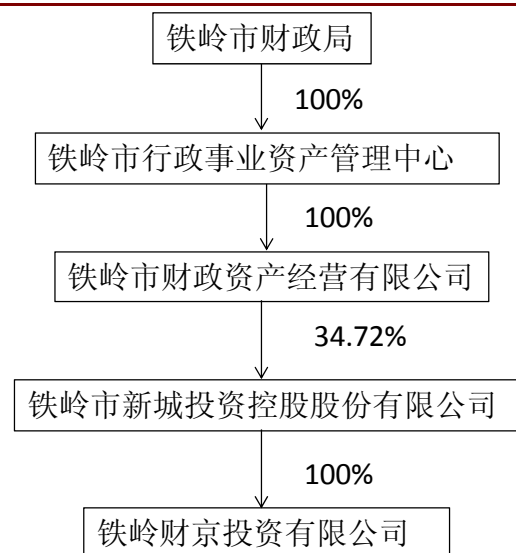 铁岭市财政局
100%
铁岭市行政事业资产管理中心
100%
铁岭市财政资产经营有限公司
34.72%
铁岭市新城投资控股股份有限公司
100%
铁岭财京投资有限公司